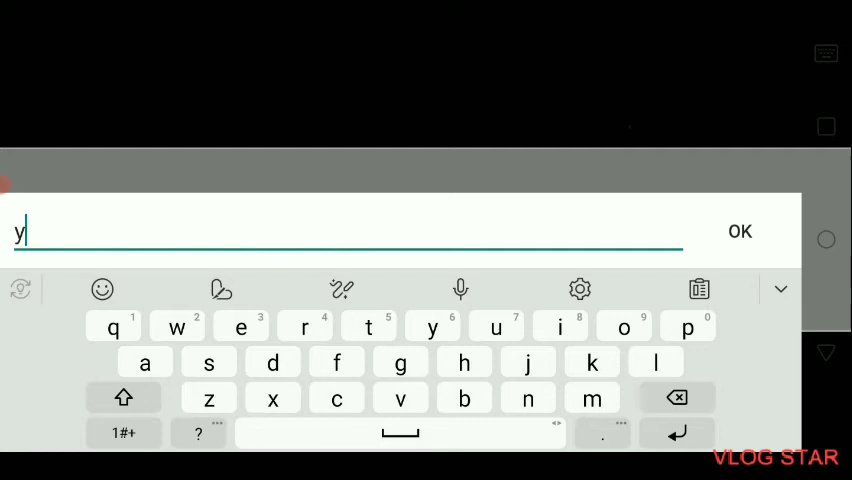 y
OK
q 1 w 2 e 3 r 4 t 5 y 6 u 7 i 8 o 9 p 0
a s d f g h j k l
z x c v b n m
1#+ ? .
VLOG STAR